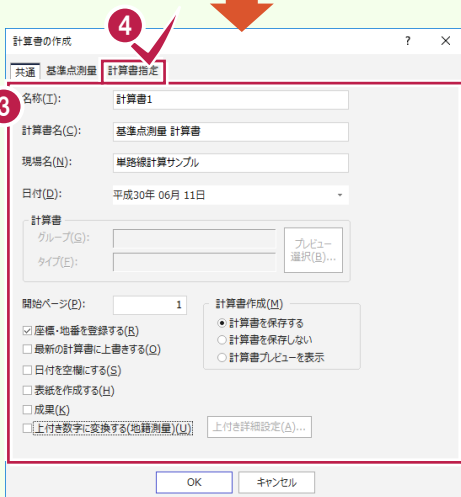 4
計算書の作成 ? ×
共通 基準点測量 計算書指定
3
名称(T): 計算書1
計算書名(C): 基準点測量 計算書
現場名(N): 単路線計算サンプル
日付(D): 平成30年 06月 11日
計算書
グループ(G):
タイプ(F):
プレビュー
選択(B)...
開始ページ(P): 1
計算書作成(M)
計算書を保存する
計算書を保存しない
計算書プレビューを表示
座標・地番を登録する(R)
最新の計算書に上書きする(O)
日付を空欄にする(S)
表紙を作成する(H)
成果(K)
上付き数字に変換する(地籍測量)(U) 上付き詳細設定(A)...
OK キャンセル